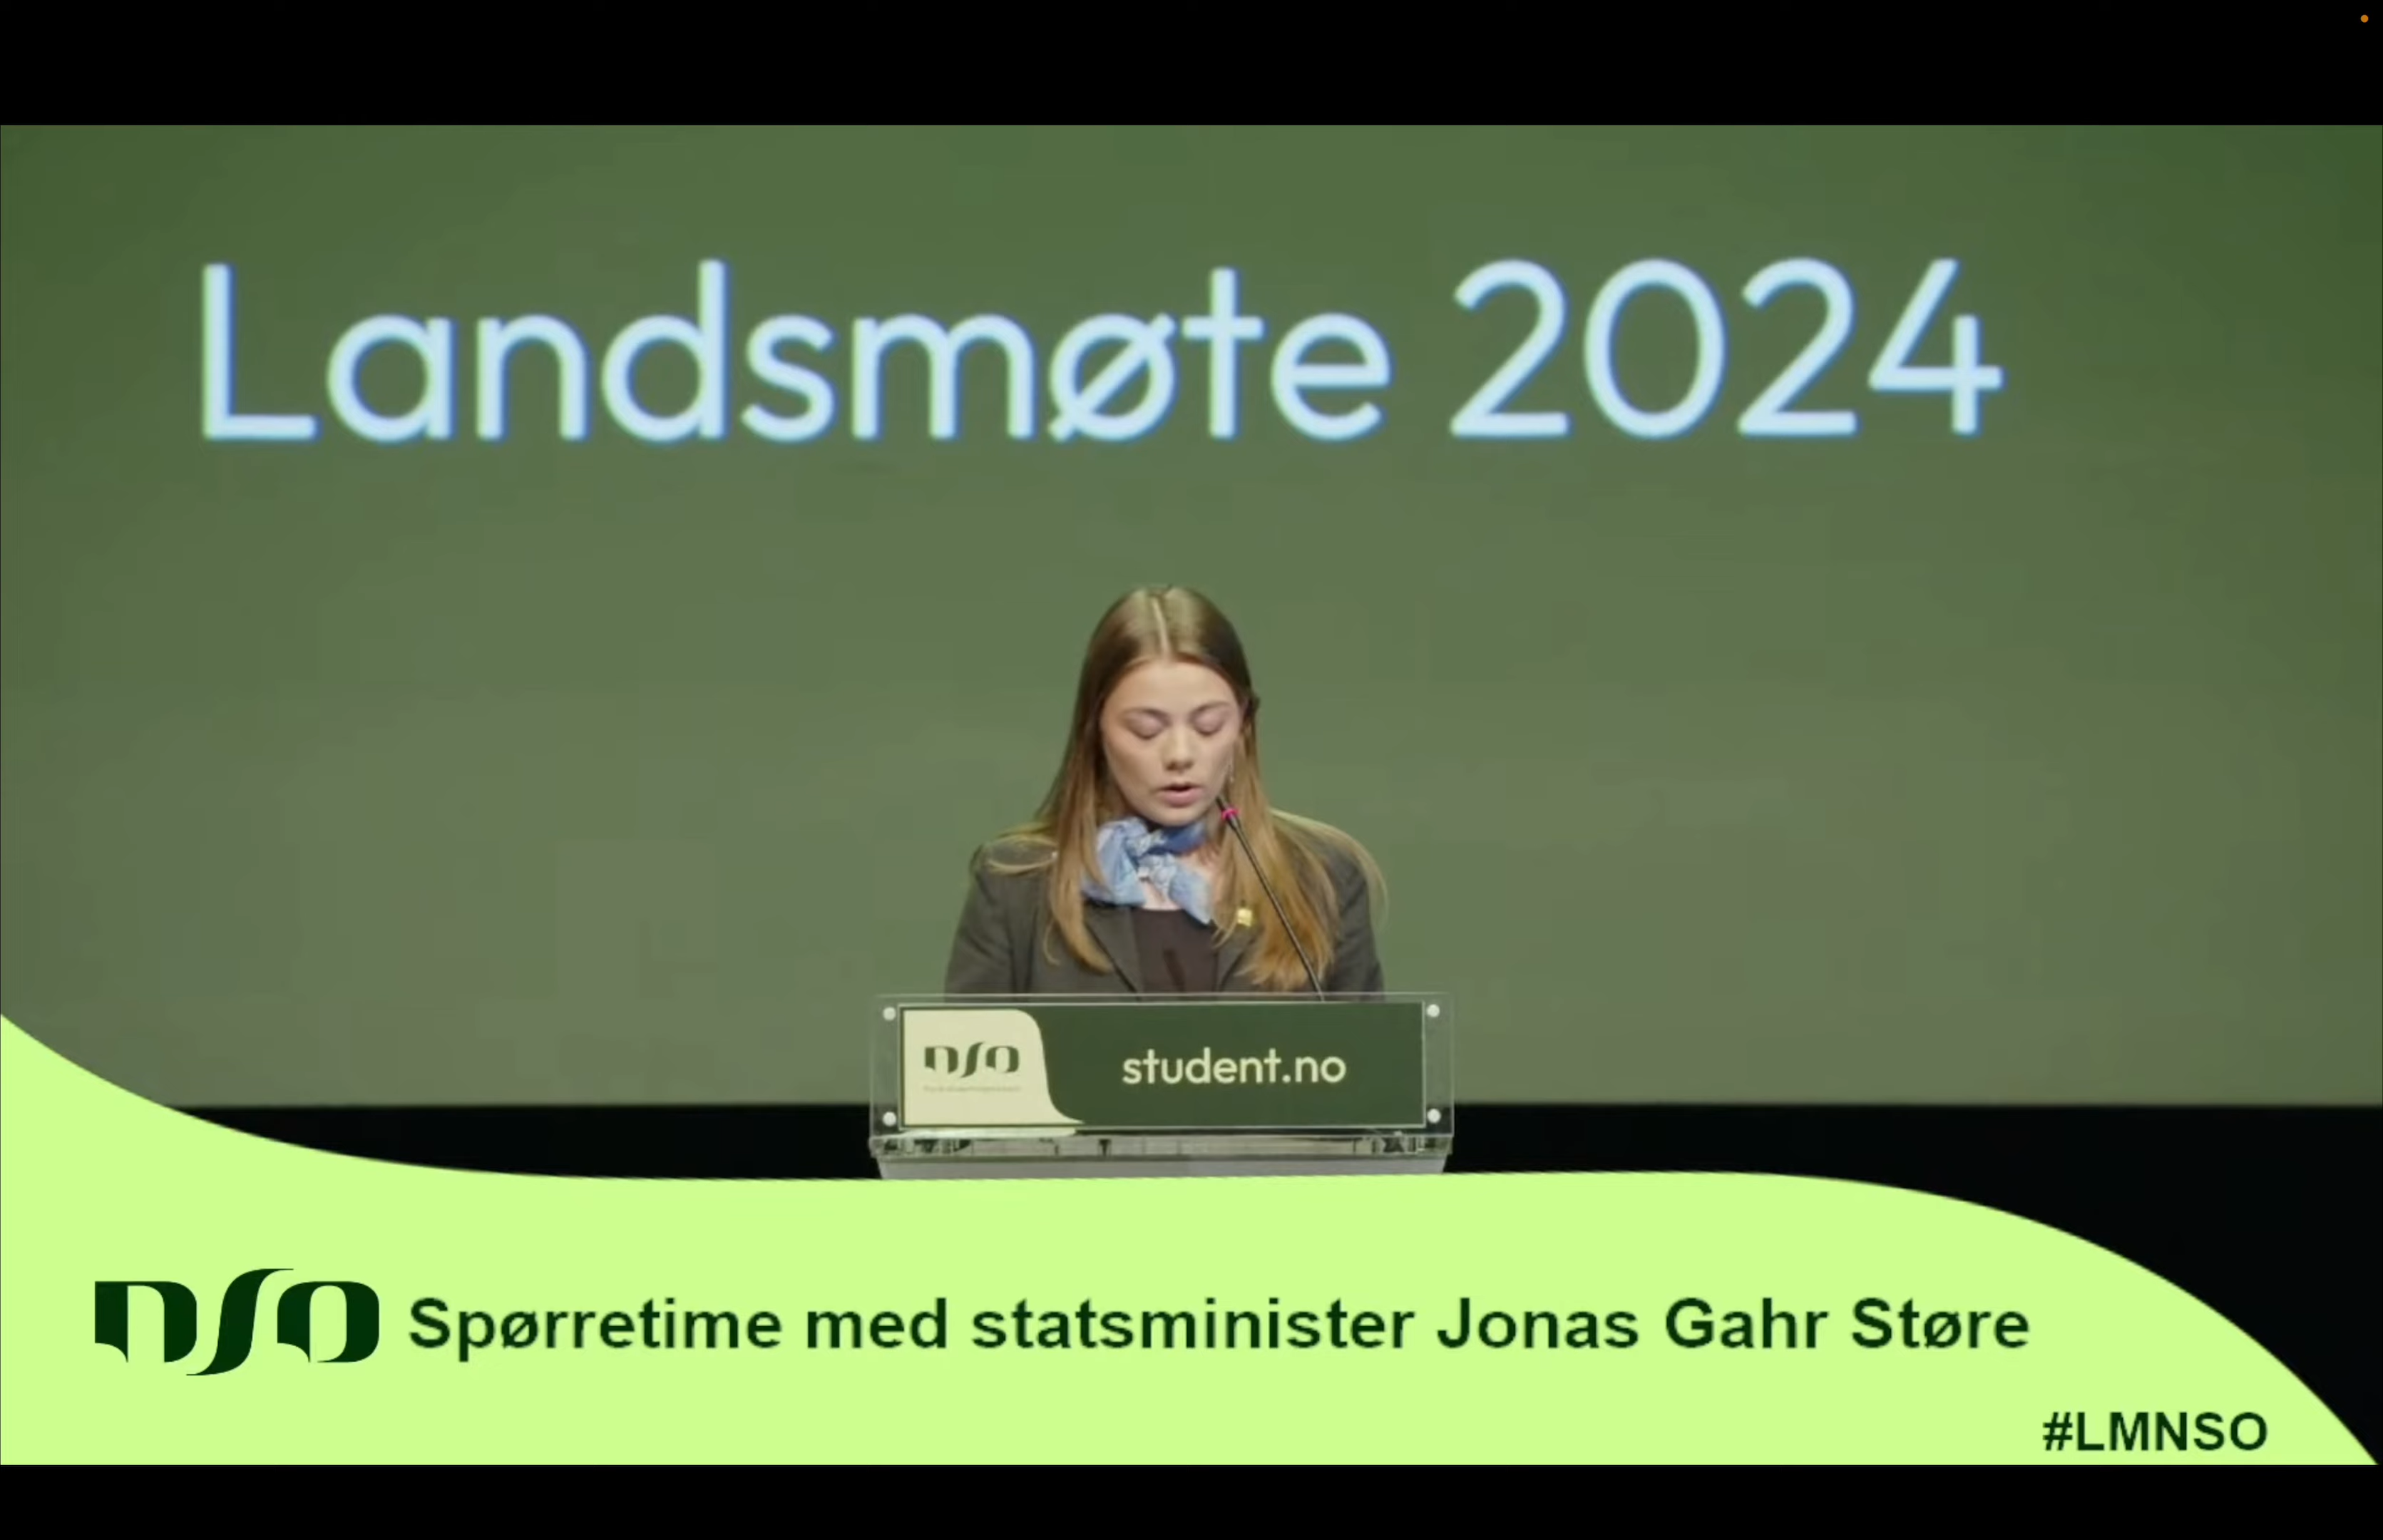 Landsmøte 2024
nso
student.no
nso Spørretime med statsminister Jonas Gahr Støre
#LMNSO